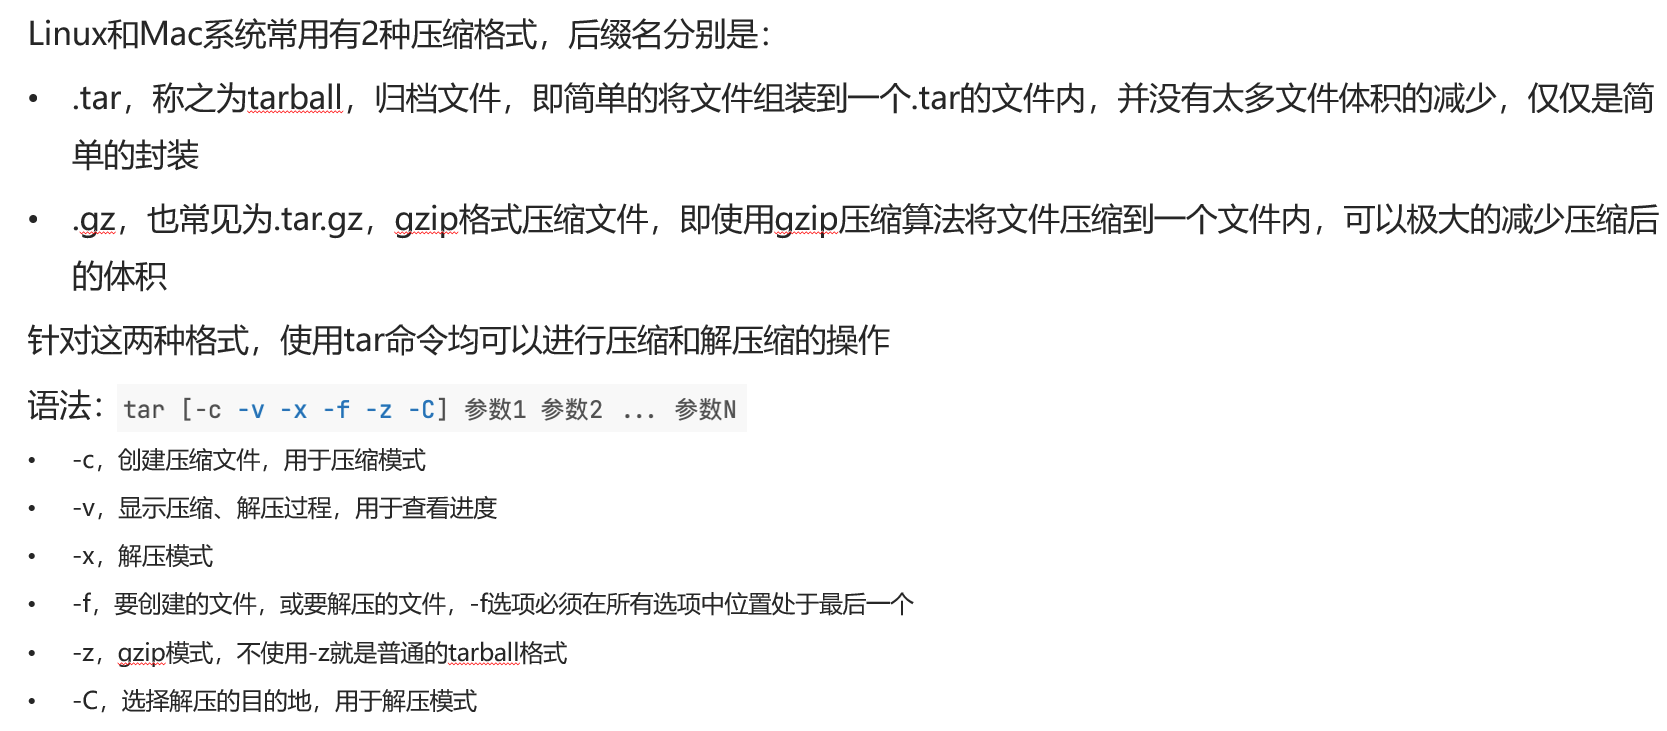 Linux和Mac系统常用有2种压缩格式，后缀名分别是：
• .tar，称之为tarball，归档文件，即简单的将文件组装到一个.tar的文件内，并没有太多文件体积的减少，仅仅是简
单的封装
• .gz，也常见为.tar.gz，gzip格式压缩文件，即使用gzip压缩算法将文件压缩到一个文件内，可以极大的减少压缩后
的体积
针对这两种格式，使用tar命令均可以进行压缩和解压缩的操作
语法：tar [-c -v -x -f -z -C] 参数1 参数2 ... 参数N
• -c，创建压缩文件，用于压缩模式
• -v，显示压缩、解压过程，用于查看进度
• -x，解压模式
• -f，要创建的文件，或要解压的文件，-f选项必须在所有选项中位置处于最后一个
• -z，gzip模式，不使用-z就是普通的tarball格式
• -C，选择解压的目的地，用于解压模式